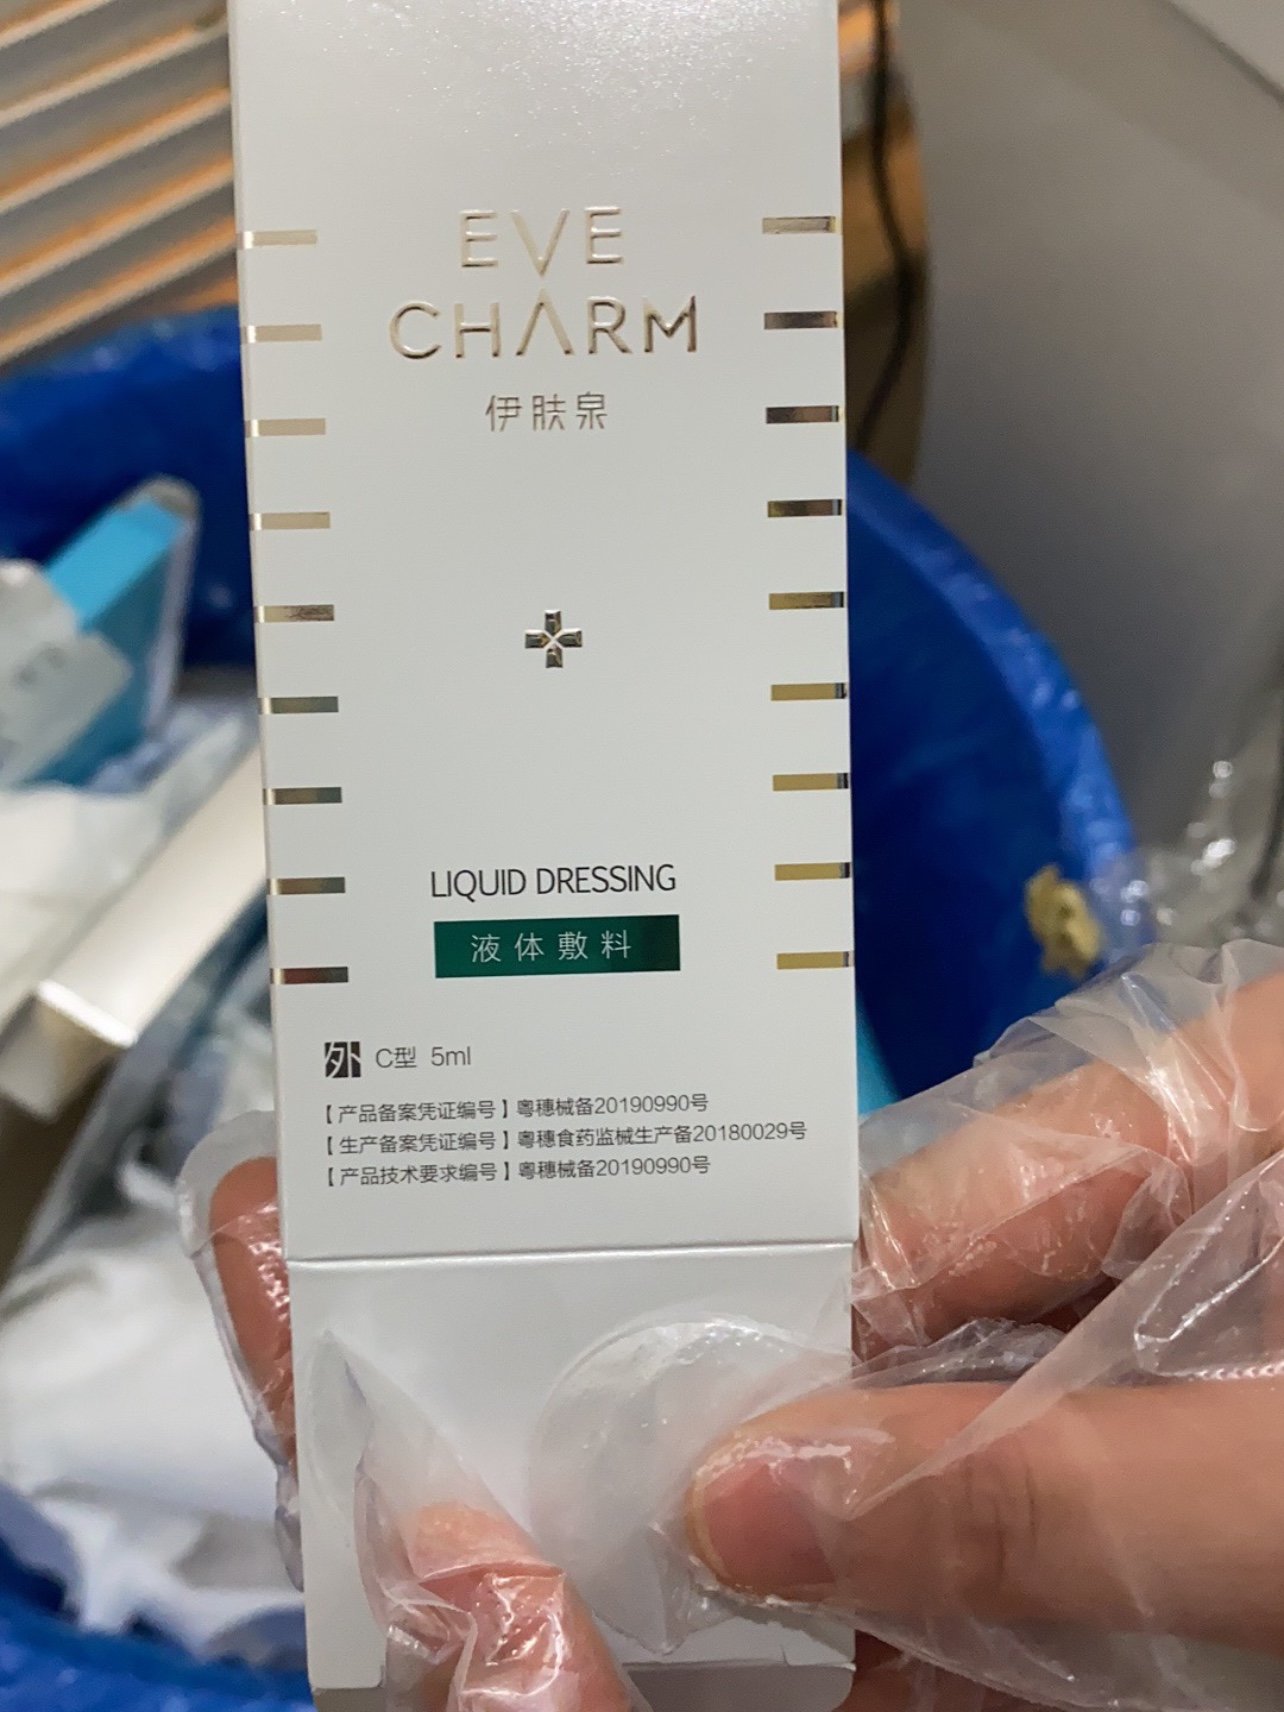 EVE
CHARM
伊肤泉
LIQUID DRESSING
液体敷料
外 C型 5ml
【产品备案凭证编号】粤穗械备20190990号
【生产备案凭证编号】粤穗食药监械生产备20180029号
【产品技术要求编号】粤穗械备20190990号